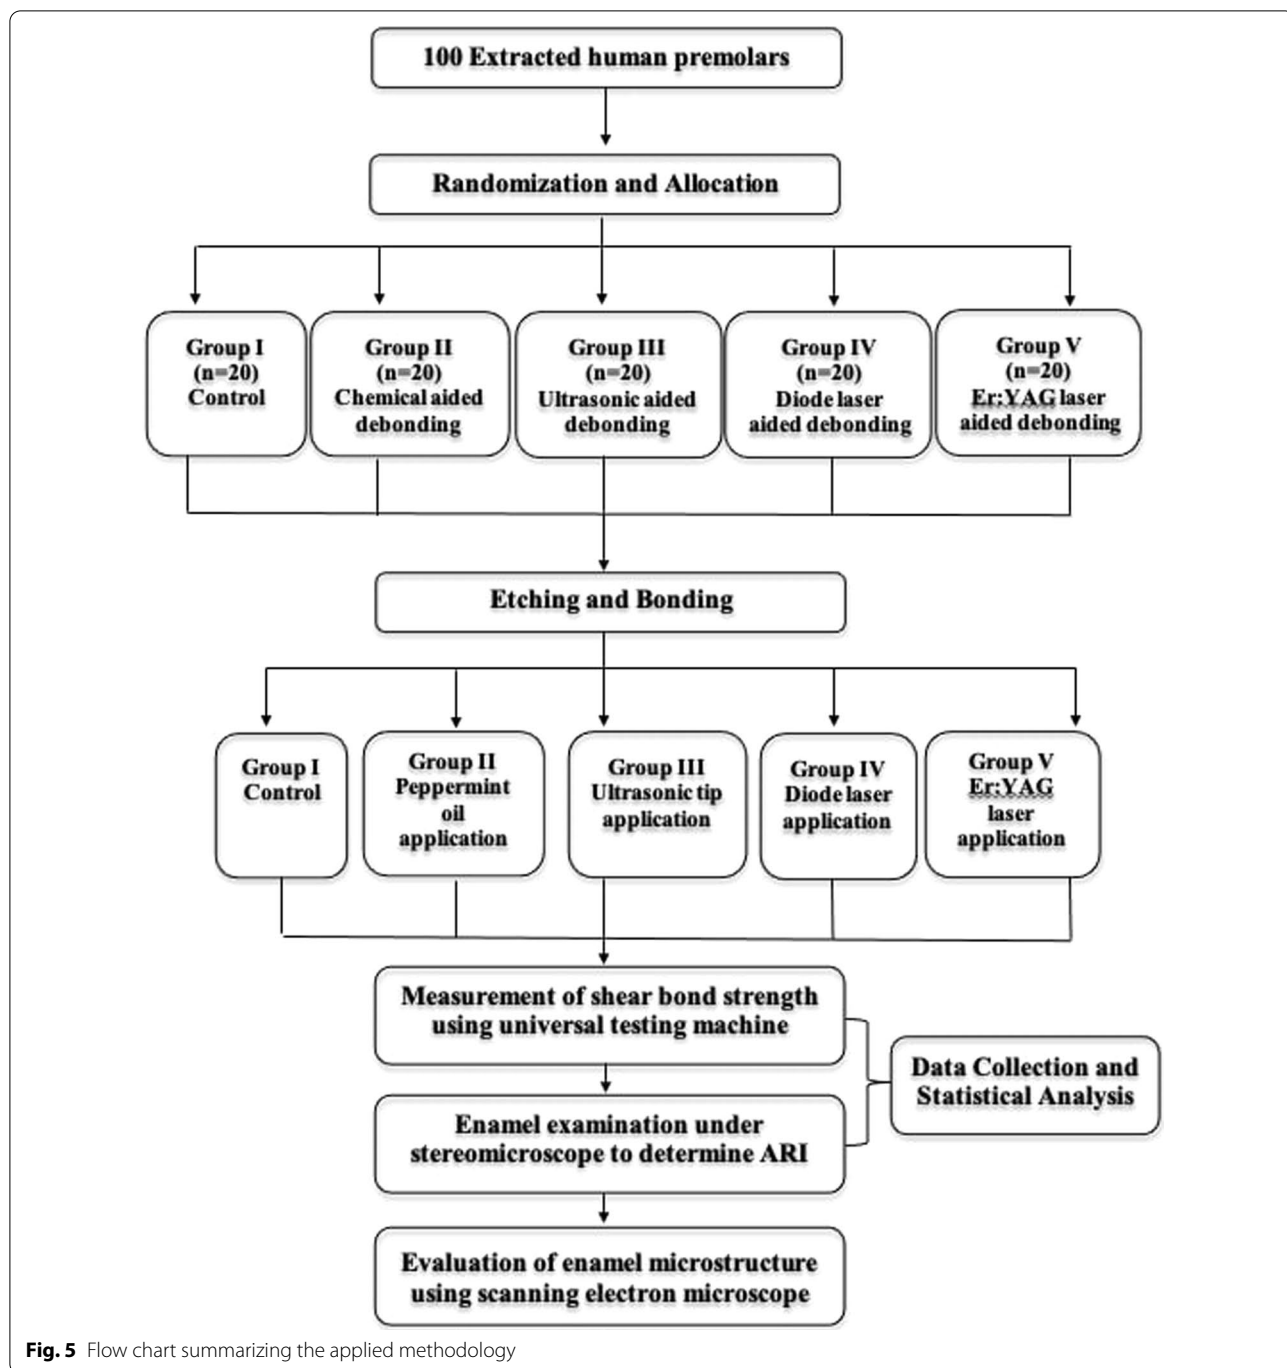 100 Extracted human premolars
Randomization and Allocation
Group I
(n=20)
Control
Group II
(n=20)
Chemical aided
debonding
Group III
(n=20)
Ultrasonic aided
debonding
Group IV
(n=20)
Diode laser
aided debonding
Group V
(n=20)
Er:YAG laser
aided debonding
Etching and Bonding
Group I
Control
Group II
Peppermint
oil
application
Group III
Ultrasonic tip
application
Group IV
Diode laser
application
Group V
Er:YAG
laser
application
Measurement of shear bond strength
using universal testing machine
Data Collection and
Statistical Analysis
Enamel examination under
stereomicroscope to determine ARI
Evaluation of enamel microstructure
using scanning electron microscope
Fig. 5 Flow chart summarizing the applied methodology